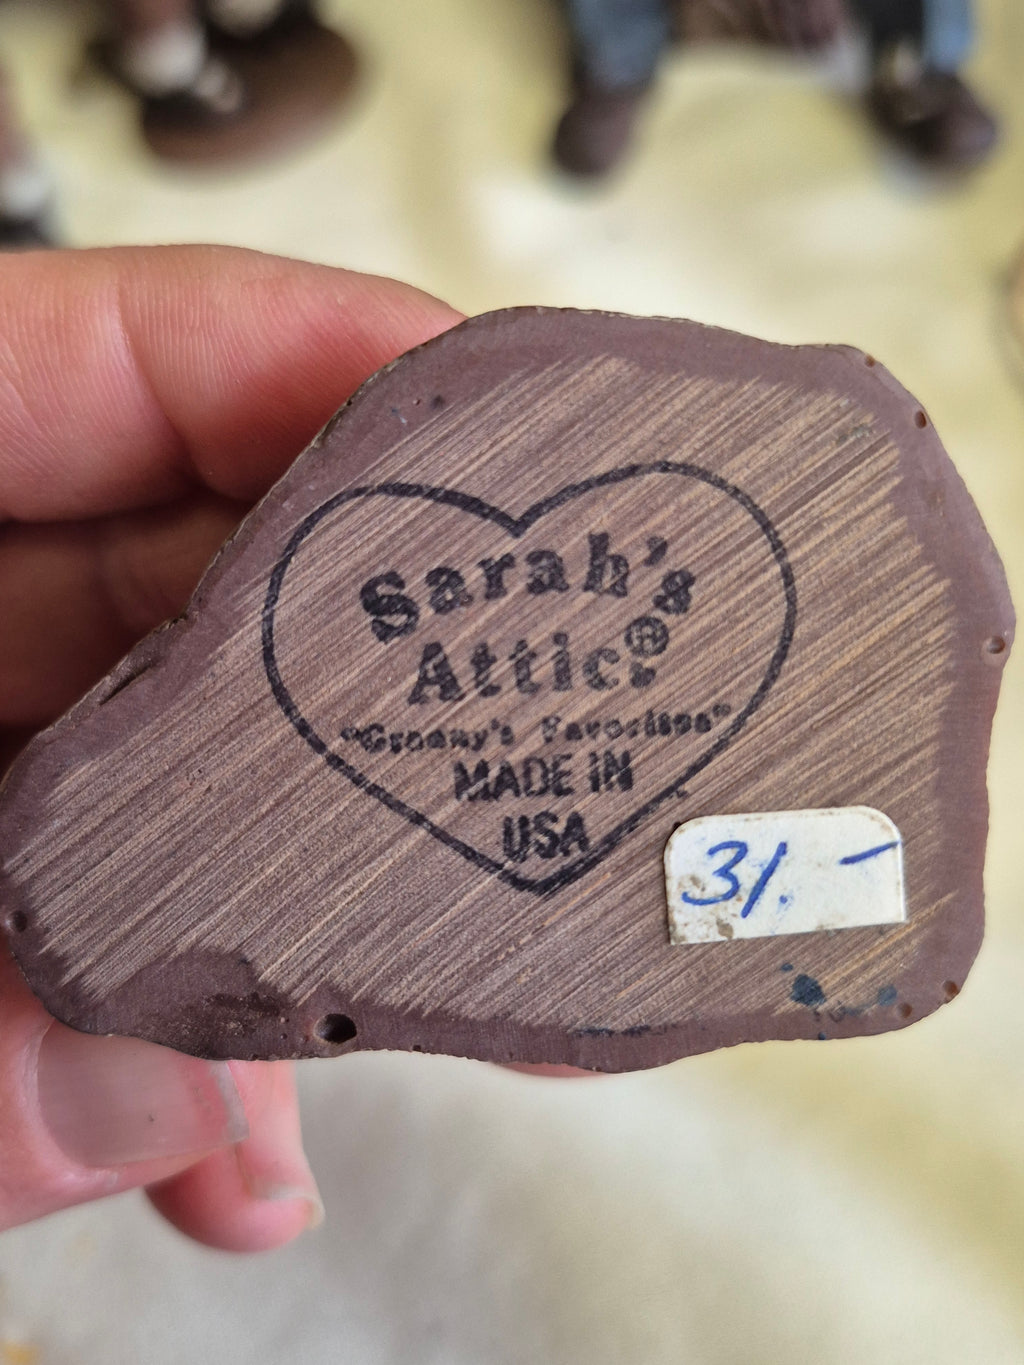 Sarah's
Attic®
"Granny's Favorites"
MADE IN
USA
31.-